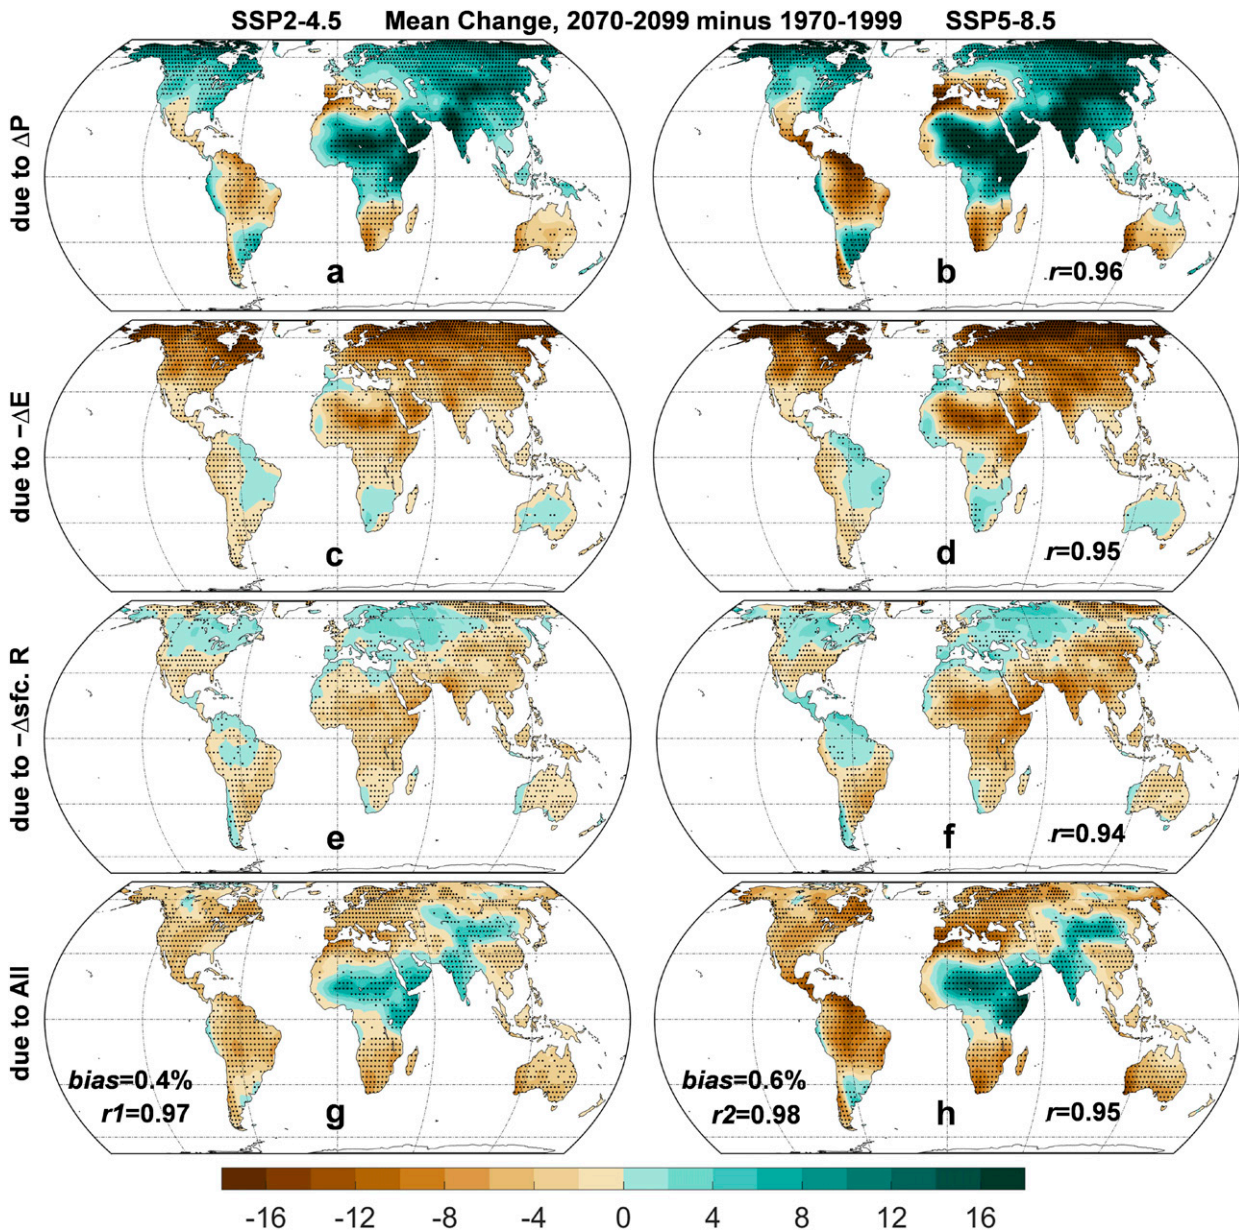 SSP2-4.5 Mean Change, 2070-2099 minus 1970-1999 SSP5-8.5
due to ΔP
a
b
r=0.96
due to −ΔE
c
d
r=0.95
due to −Δsfc. R
e
f
r=0.94
due to All
bias=0.4%
r1=0.97
g
bias=0.6%
r2=0.98
h
r=0.95
-16 -12 -8 -4 0 4 8 12 16